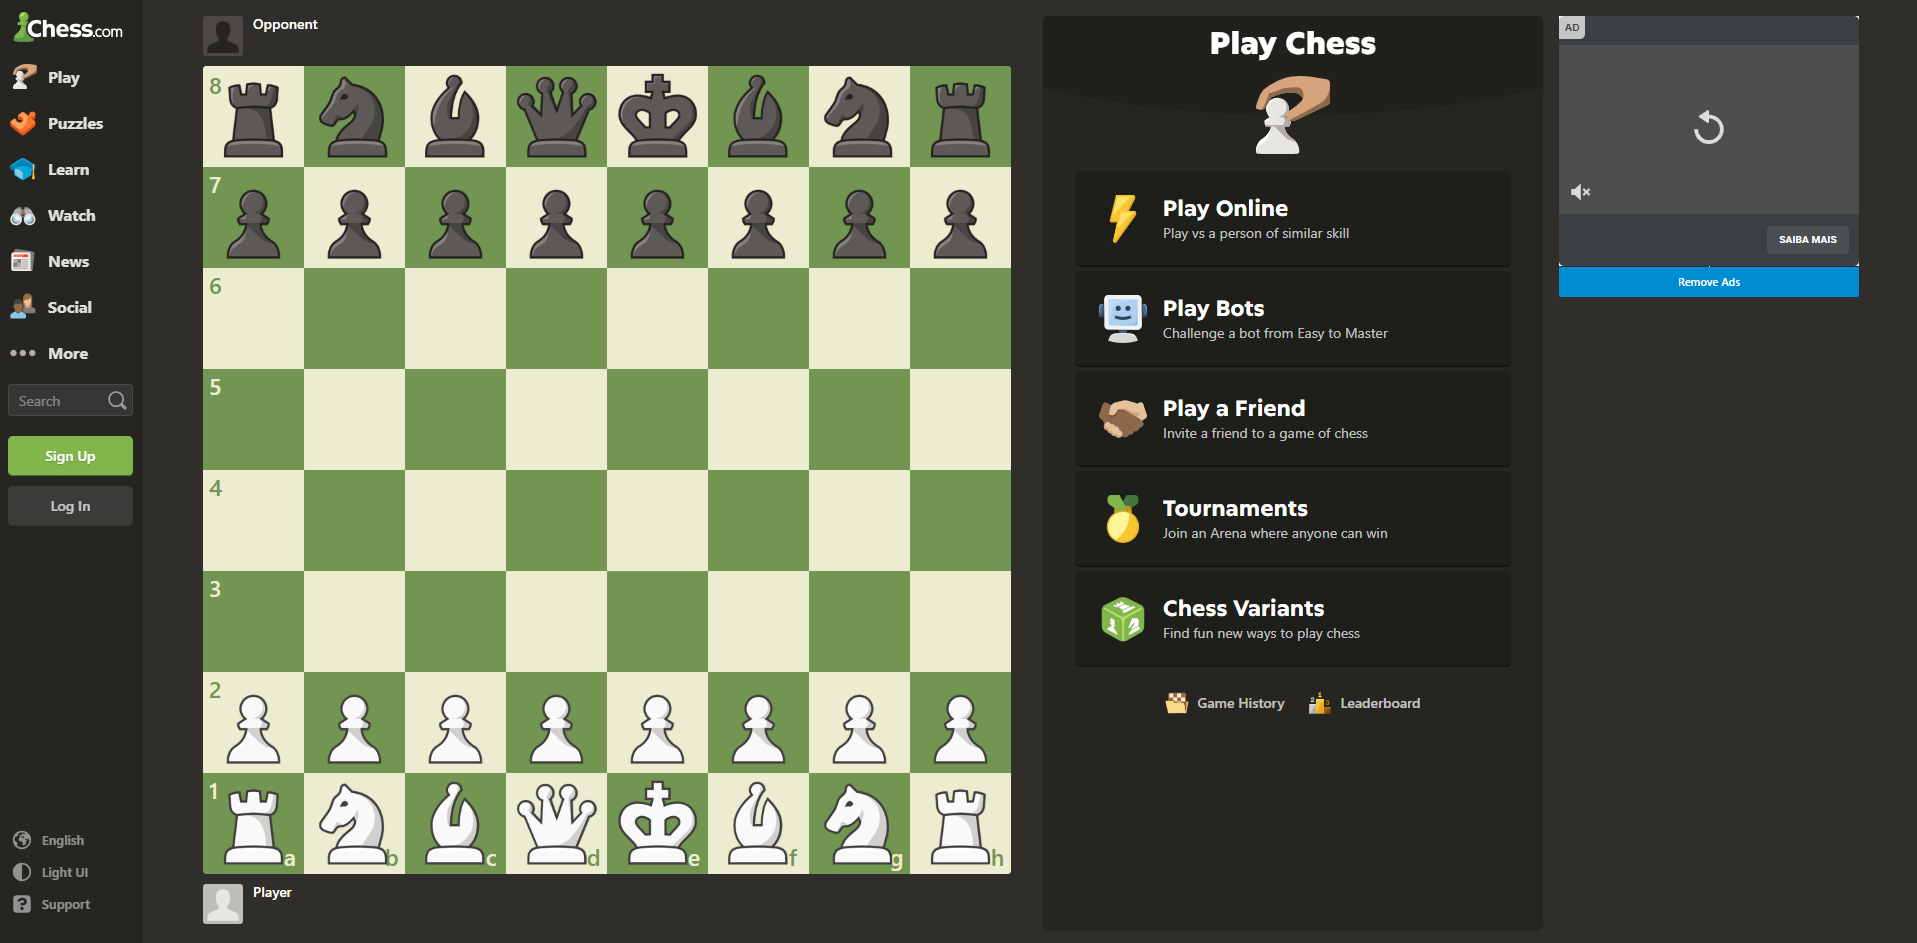 Chess.com
Play
Puzzles
Learn
Watch
News
Social
More
Search
Sign Up
Log In
English
Light UI
Support
Opponent
8
7
6
5
4
3
2
1
a b c d e f g h
Player
Play Chess
Play Online
Play vs a person of similar skill
Play Bots
Challenge a bot from Easy to Master
Play a Friend
Invite a friend to a game of chess
Tournaments
Join an Arena where anyone can win
Chess Variants
Find fun new ways to play chess
Game History
1
2 3
Leaderboard
AD
SAIBA MAIS
Remove Ads